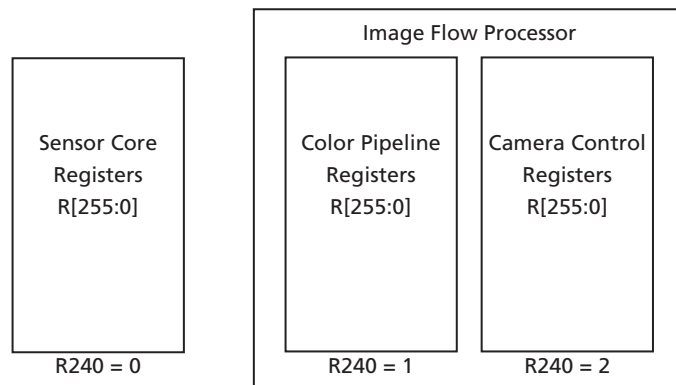 Image Flow Processor
Sensor Core
Registers
R[255:0]
R240 = 0
Color Pipeline
Registers
R[255:0]
R240 = 1
Camera Control
Registers
R[255:0]
R240 = 2